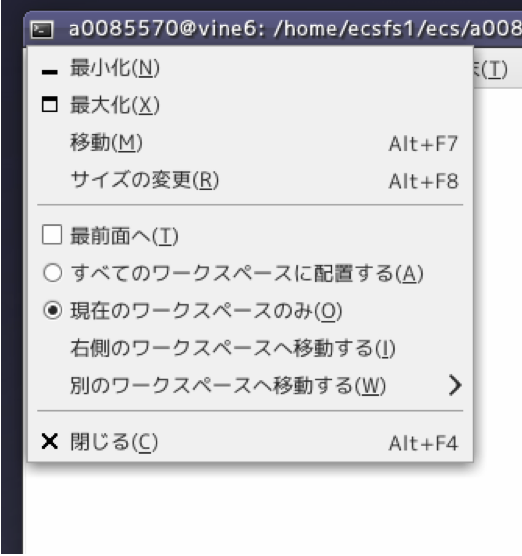 a0085570@vine6: /home/ecsfs1/ecs/a008
(T)
最小化(N)
最大化(X)
移動(M) Alt+F7
サイズの変更(R) Alt+F8
最前面へ(T)
すべてのワークスペースに配置する(A)
現在のワークスペースのみ(O)
右側のワークスペースへ移動する(I)
別のワークスペースへ移動する(W)
閉じる(C) Alt+F4